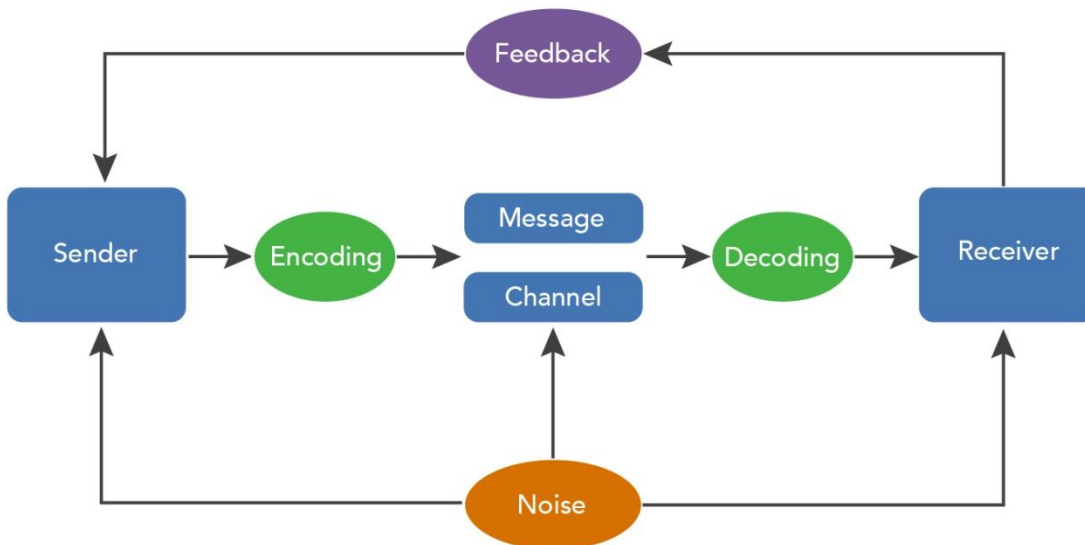 Feedback
Sender
Encoding
Message
Channel
Decoding
Receiver
Noise